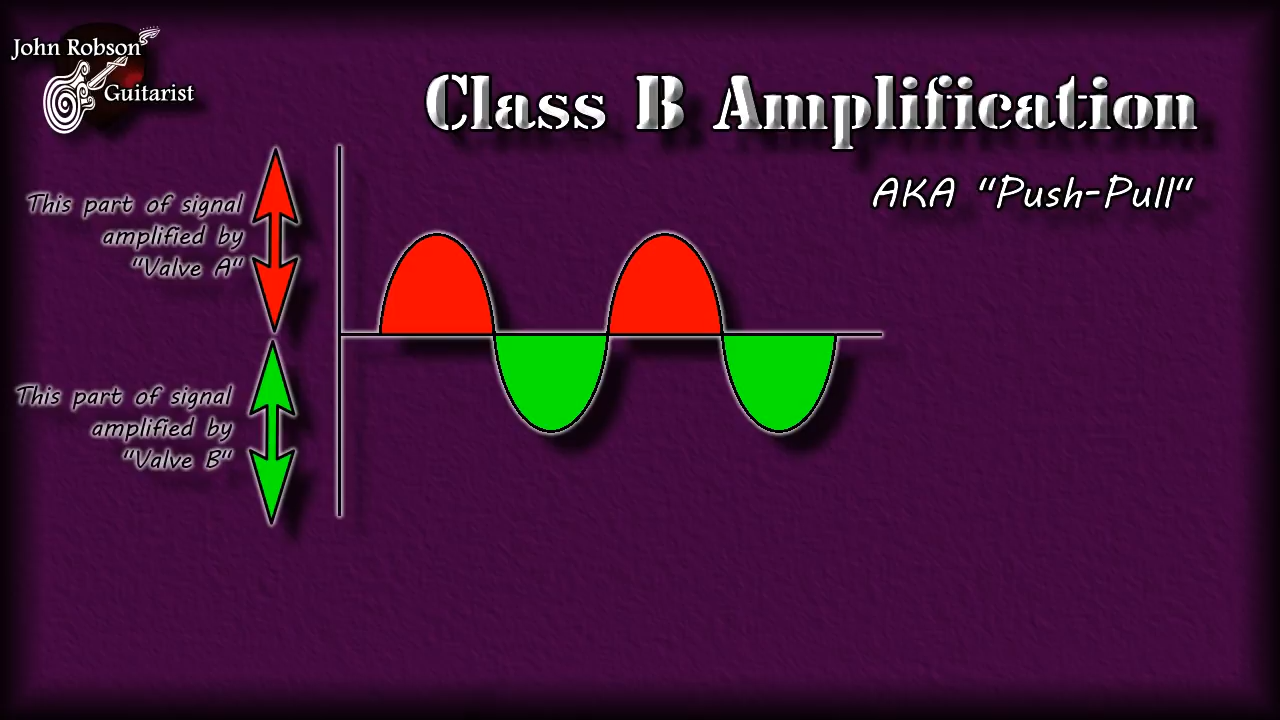 John Robson
Guitarist
Class B Amplification
AKA "Push-Pull"
This part of signal
amplified by
"Valve A"
This part of signal
amplified by
"Valve B"